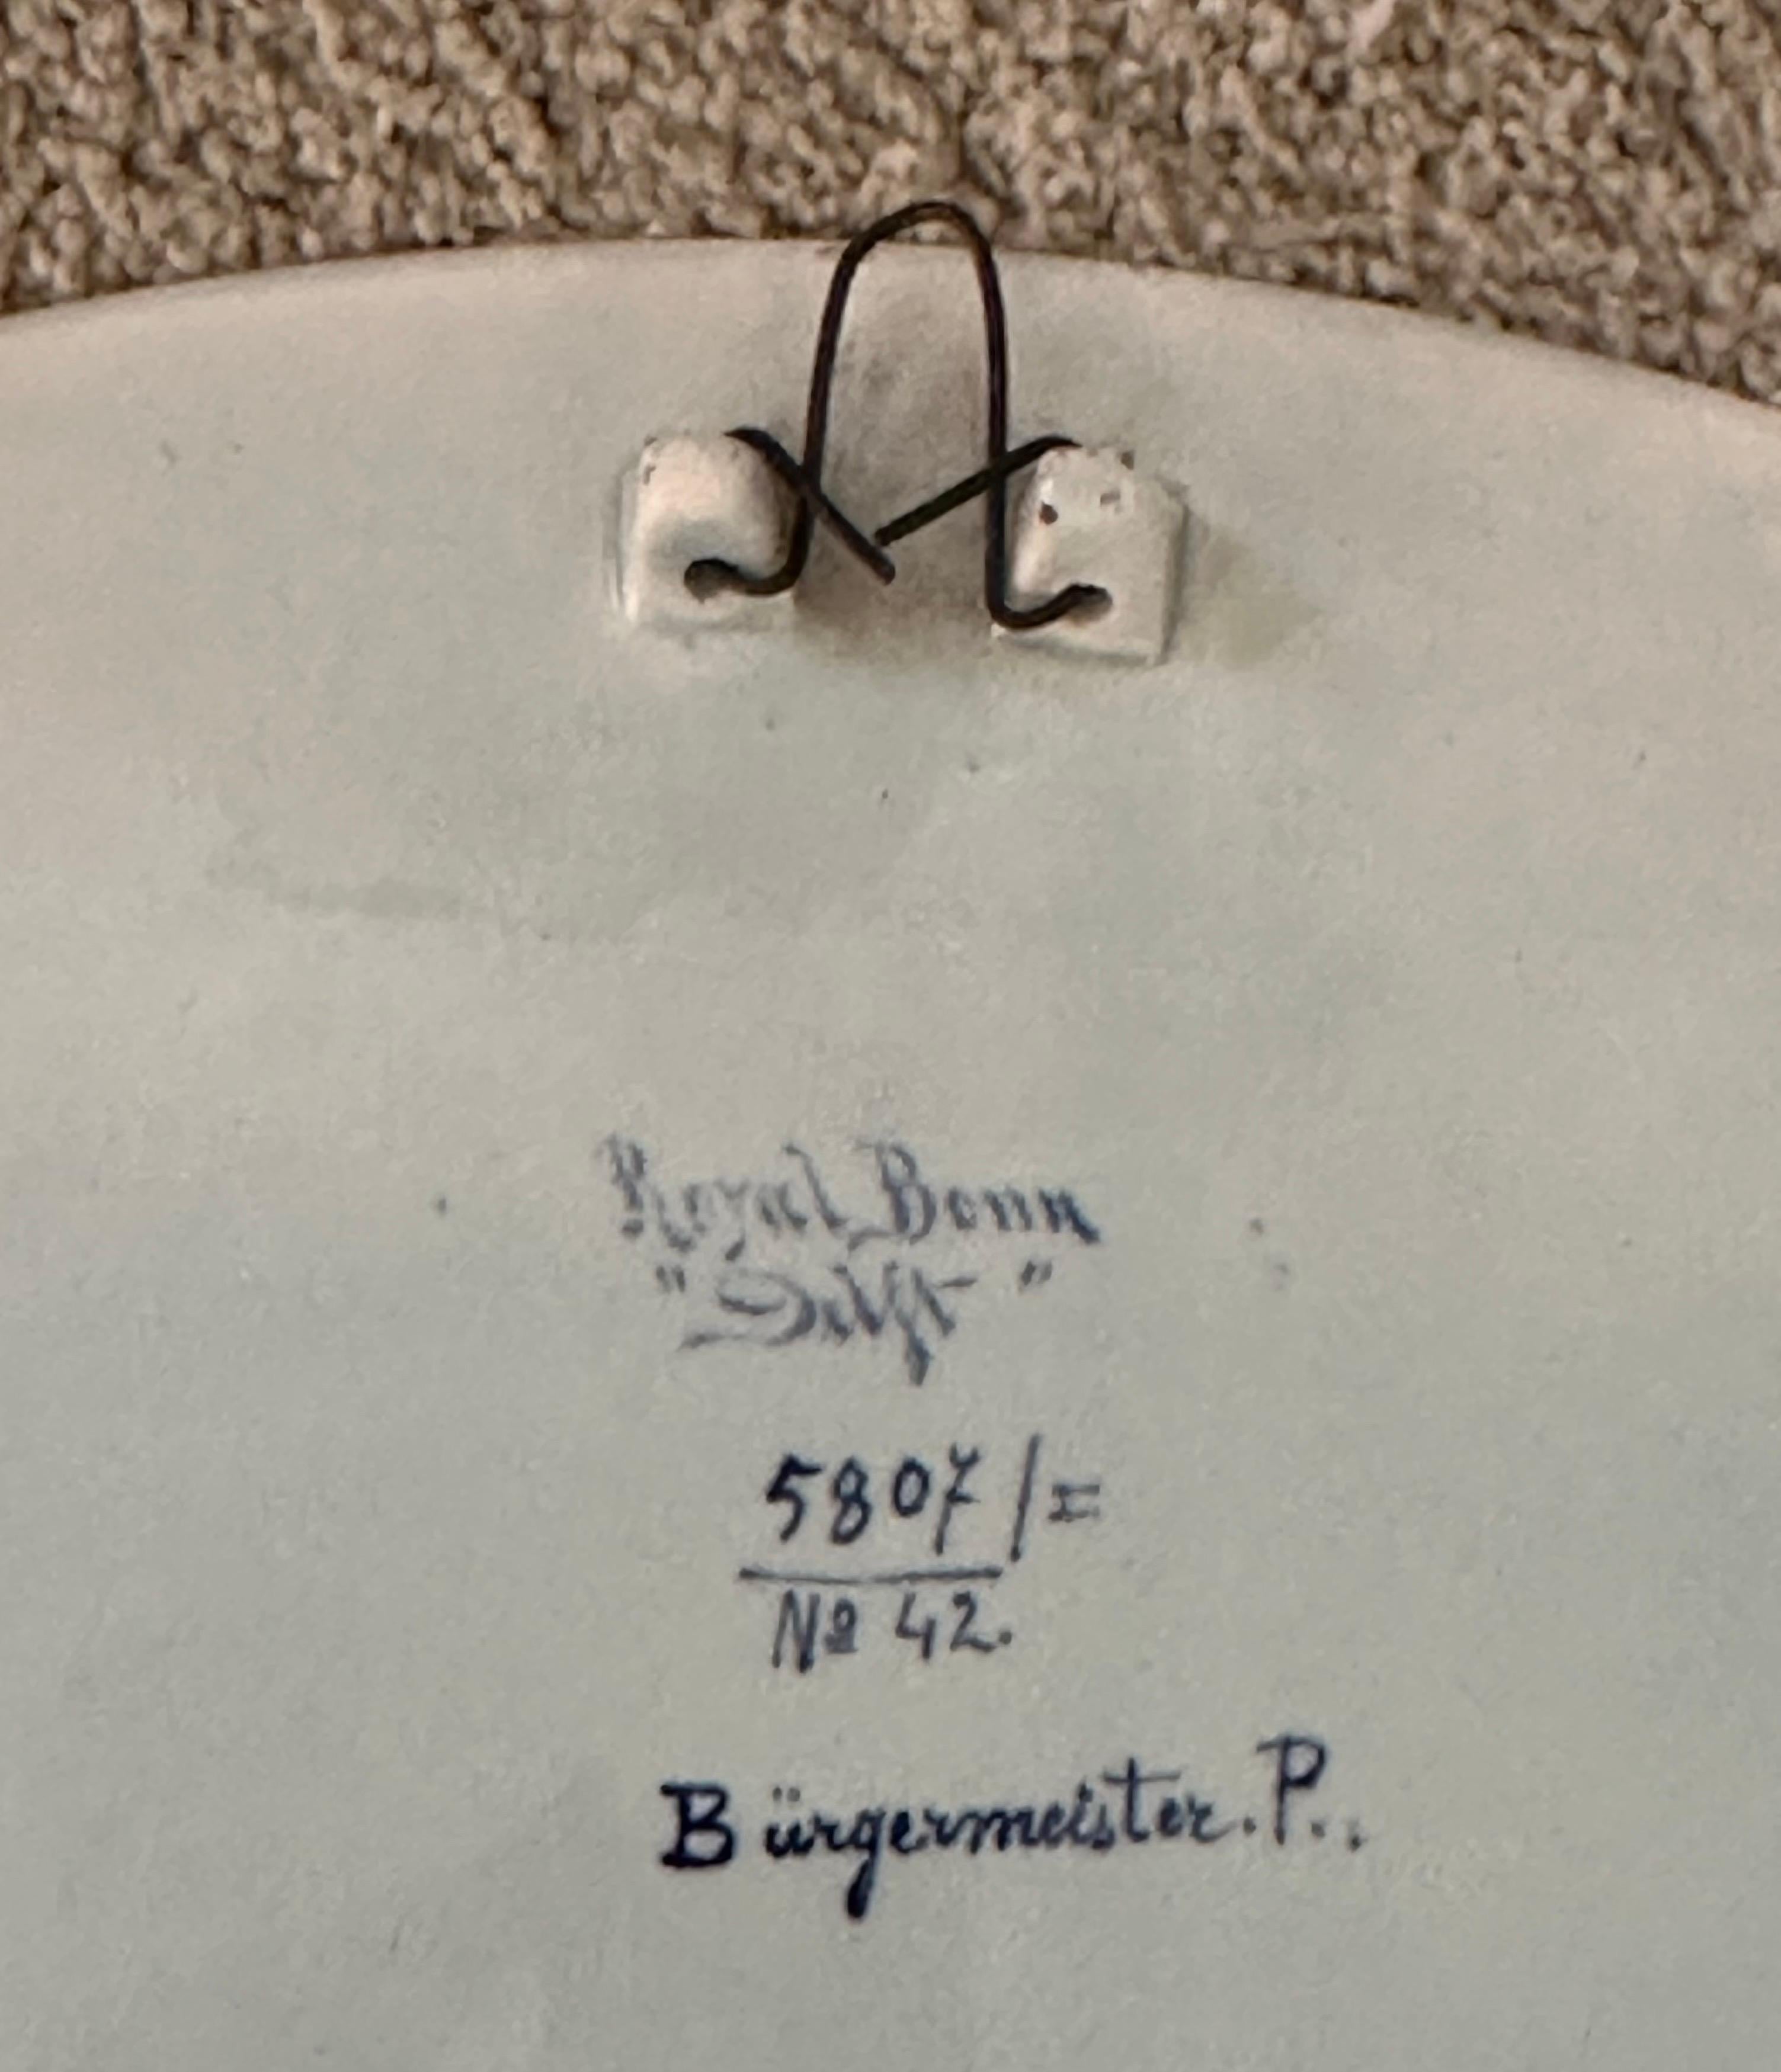 Royal Bonn
"Delft"
5807/=
No 42.
Bürgermeister. P..